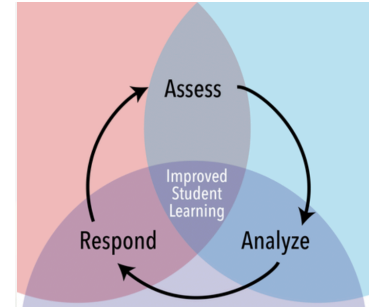 Assess
Improved
Student
Learning
Respond
Analyze